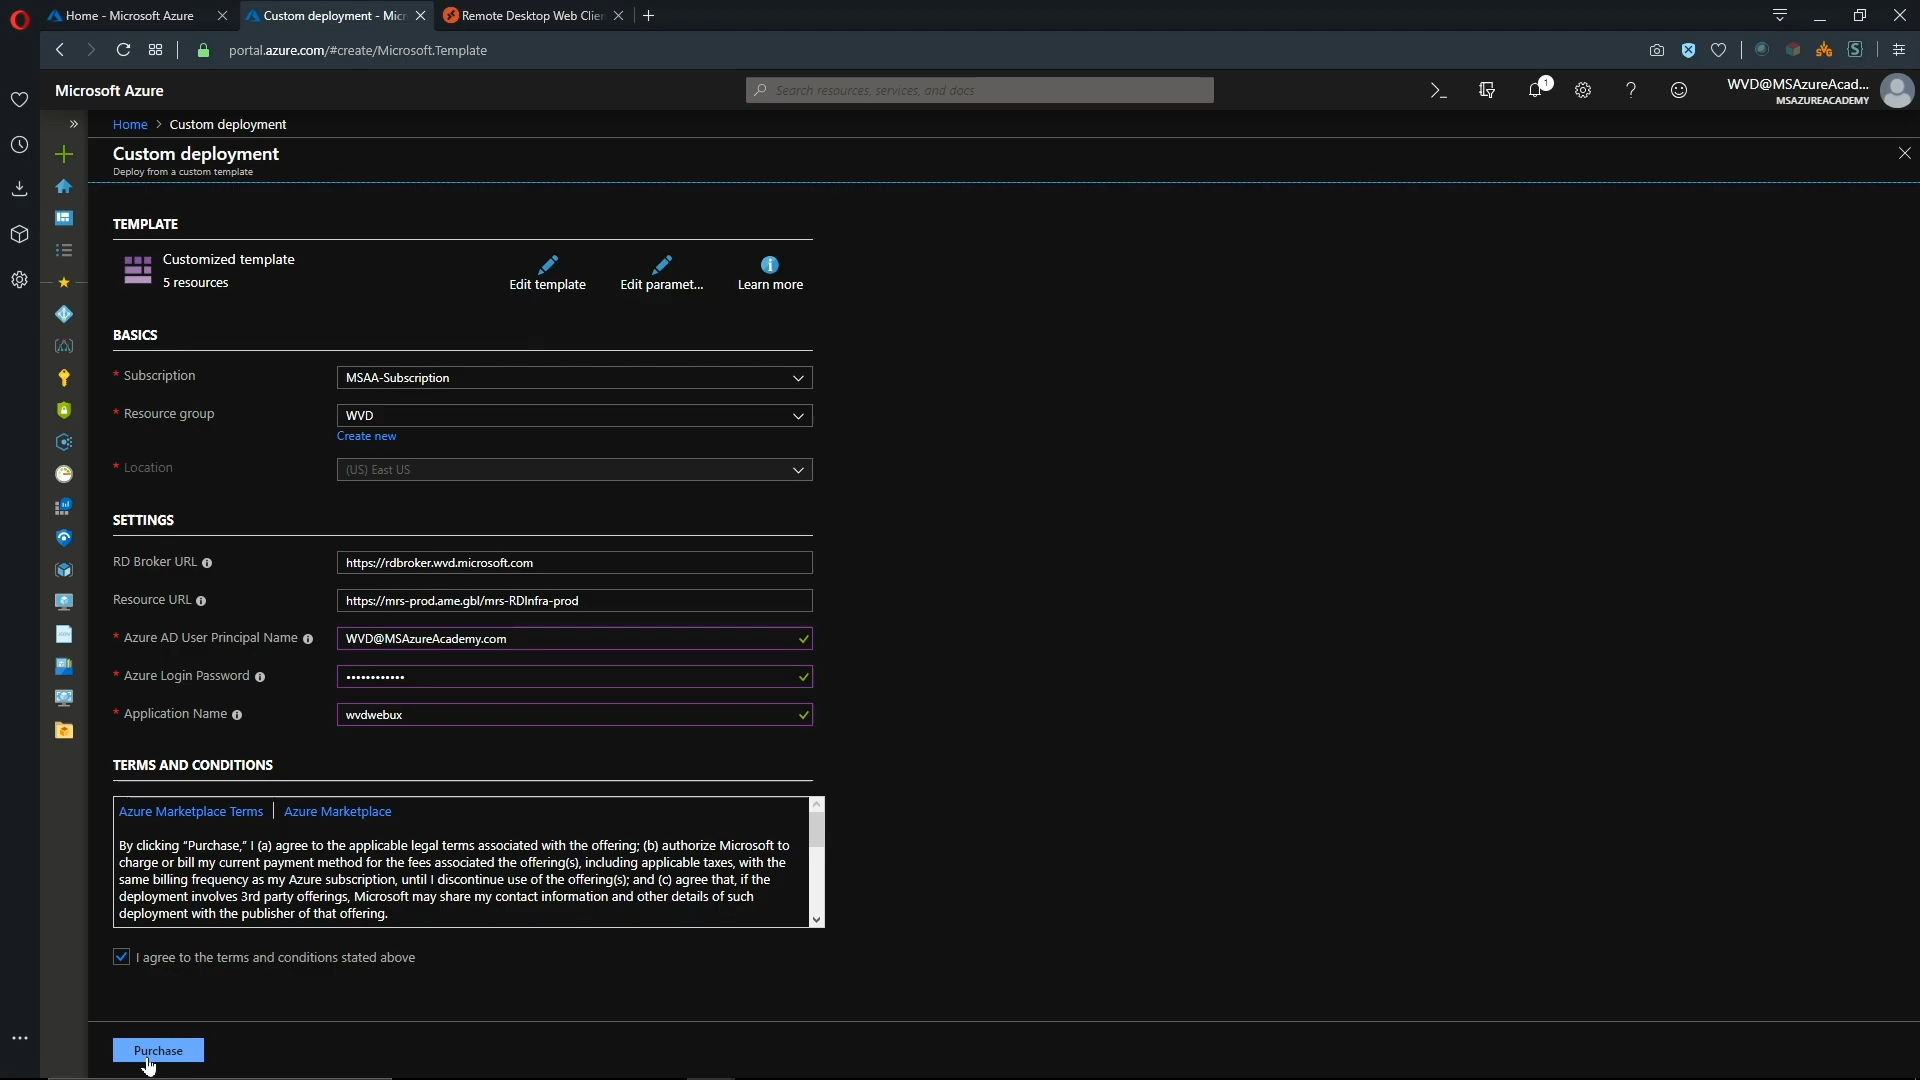 Home - Microsoft Azure
Custom deployment - Mic
Remote Desktop Web Clie
portal.azure.com/#create/Microsoft.Template
Microsoft Azure
Search resources, services, and docs
1
WVD@MSAzureAcad...
MSAZUREACADEMY
Home > Custom deployment
Custom deployment
Deploy from a custom template
TEMPLATE
Customized template
5 resources
Edit template
Edit paramet...
Learn more
BASICS
* Subscription
MSAA-Subscription
* Resource group
WVD
Create new
* Location
(US) East US
SETTINGS
RD Broker URL
https://rdbroker.wvd.microsoft.com
Resource URL
https://mrs-prod.ame.gbl/mrs-RDInfra-prod
* Azure AD User Principal Name
WVD@MSAzureAcademy.com
* Azure Login Password
••••••••••••
* Application Name
wvdwebux
TERMS AND CONDITIONS
Azure Marketplace Terms | Azure Marketplace
By clicking "Purchase," I (a) agree to the applicable legal terms associated with the offering; (b) authorize Microsoft to
charge or bill my current payment method for the fees associated the offering(s), including applicable taxes, with the
same billing frequency as my Azure subscription, until I discontinue use of the offering(s); and (c) agree that, if the
deployment involves 3rd party offerings, Microsoft may share my contact information and other details of such
deployment with the publisher of that offering.
I agree to the terms and conditions stated above
Purchase